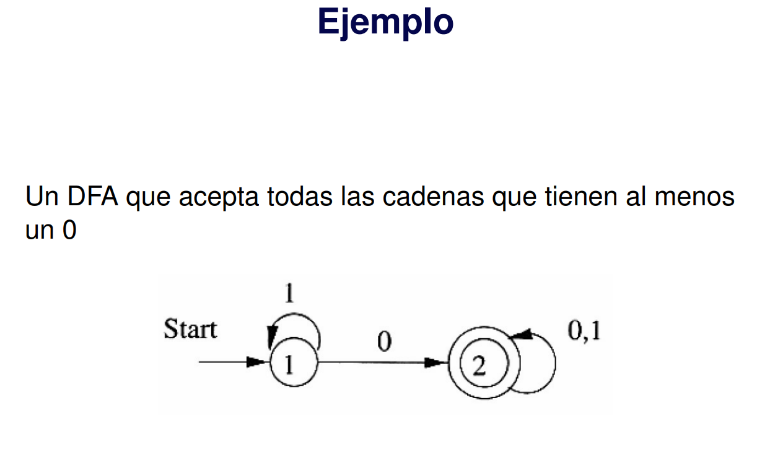 Ejemplo
Un DFA que acepta todas las cadenas que tienen al menos
un 0
1
Start
0
0,1
1
2